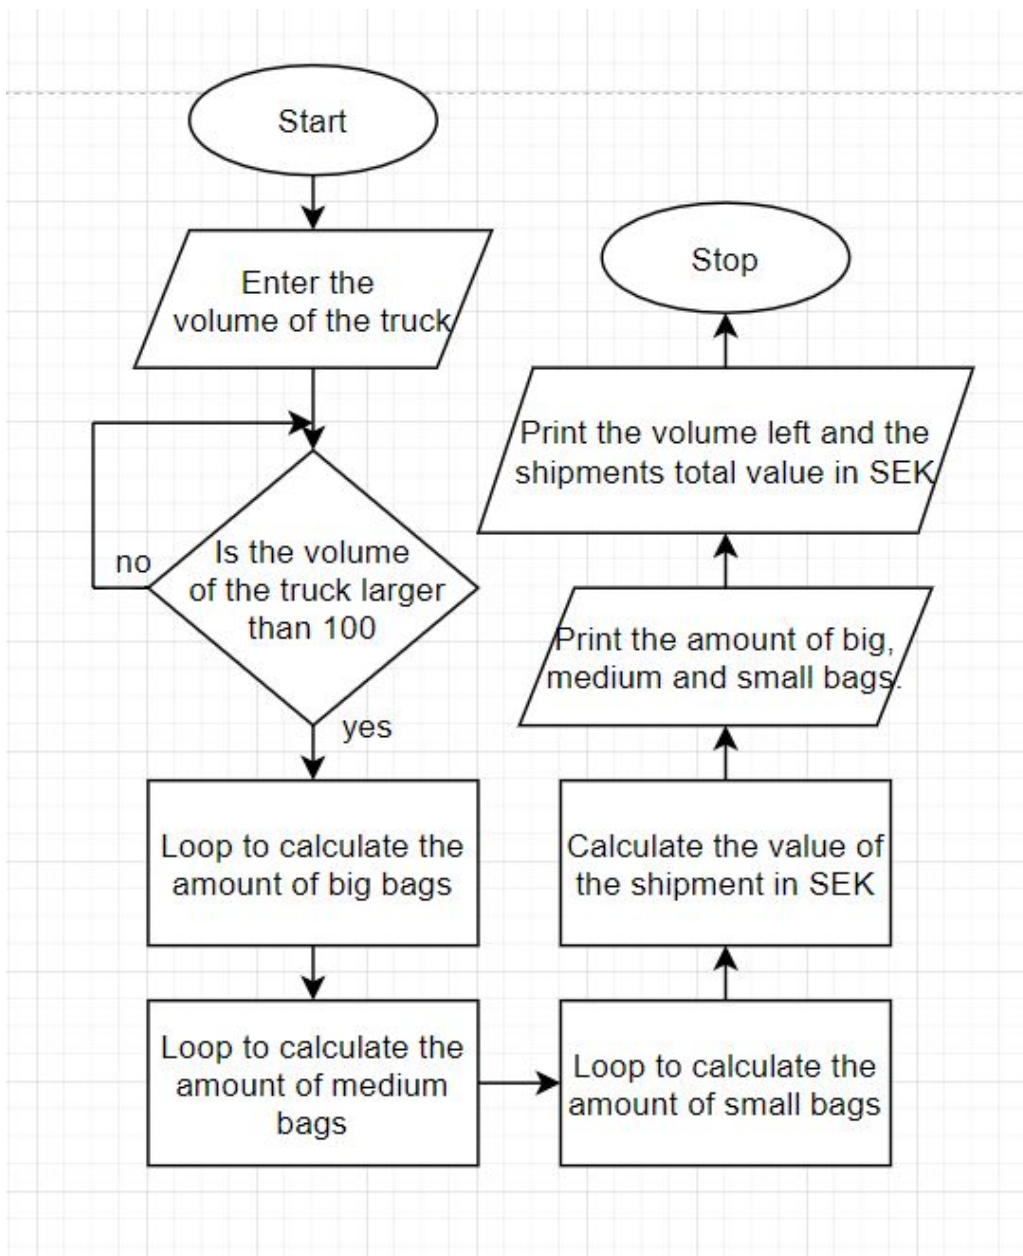 Start
Enter the
volume of the truck
no
Is the volume
of the truck larger
than 100
yes
Loop to calculate the
amount of big bags
Loop to calculate the
amount of medium
bags
Loop to calculate the
amount of small bags
Calculate the value of
the shipment in SEK
Print the amount of big,
medium and small bags.
Print the volume left and the
shipments total value in SEK
Stop